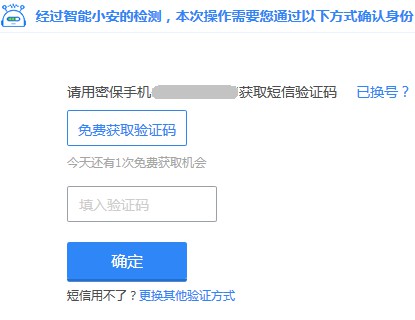 经过智能小安的检测，本次操作需要您通过以下方式确认身份
请用密保手机 获取短信验证码 已换号？
免费获取验证码
今天还有1次免费获取机会
填入验证码
确定
短信用不了？更换其他验证方式